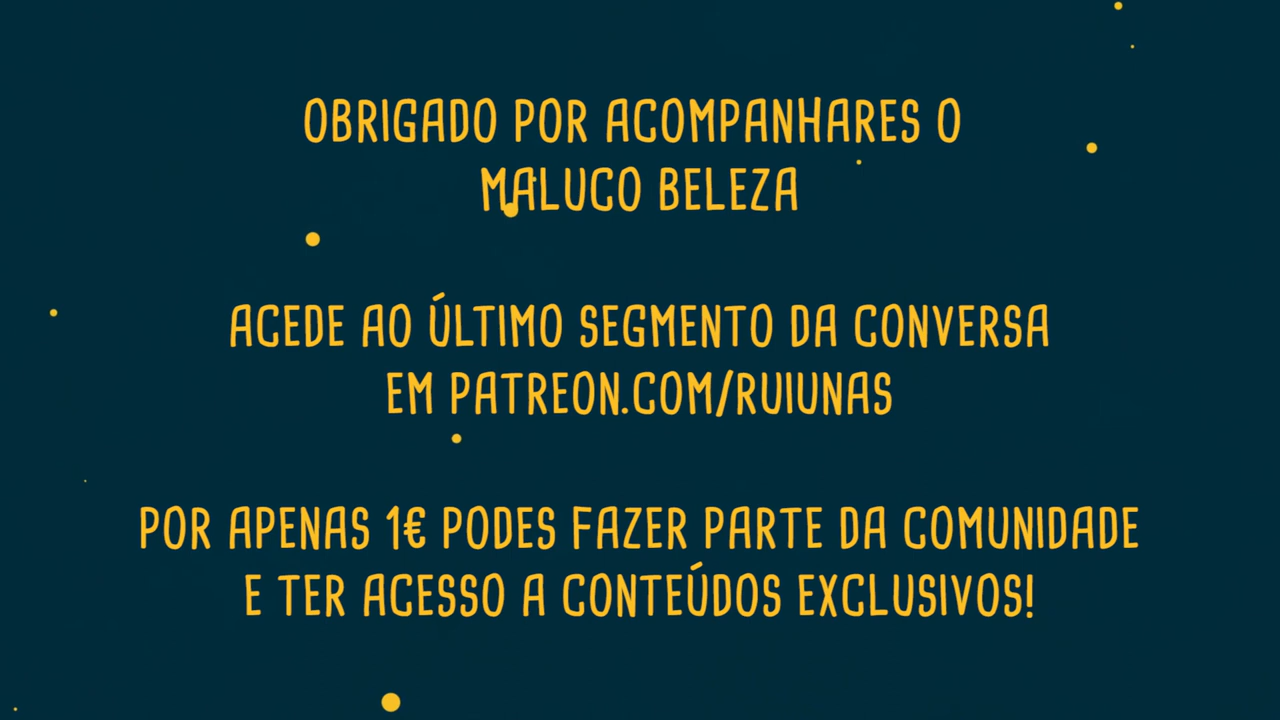 OBRIGADO POR ACOMPANHARES O
MALUCO BELEZA
ACEDE AO ÚLTIMO SEGMENTO DA CONVERSA
EM PATREON.COM/RUIUNAS
POR APENAS 1€ PODES FAZER PARTE DA COMUNIDADE
E TER ACESSO A CONTEÚDOS EXCLUSIVOS!